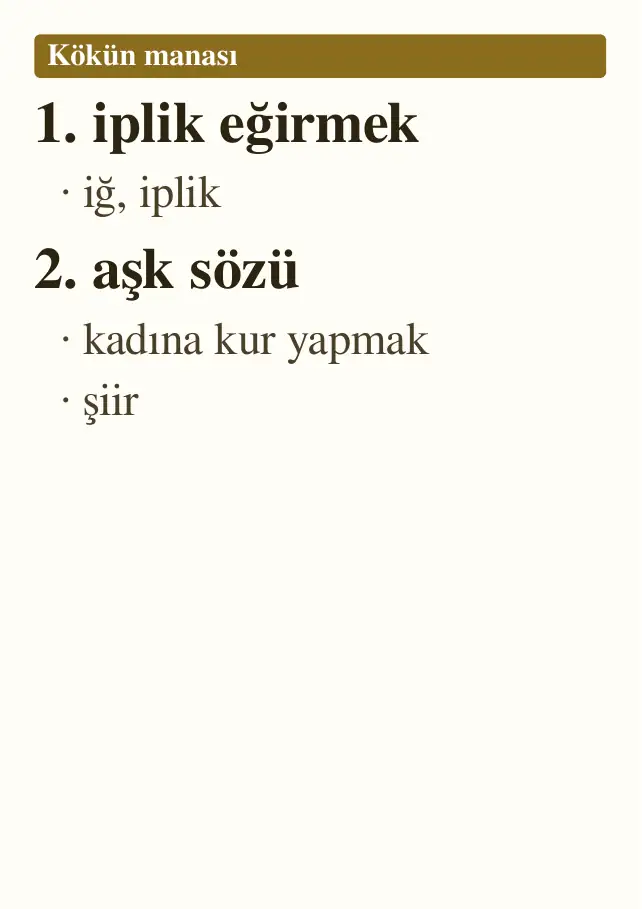 Kökün manası
1. iplik eğirmek
· iğ, iplik
2. aşk sözü
· kadına kur yapmak
· şiir